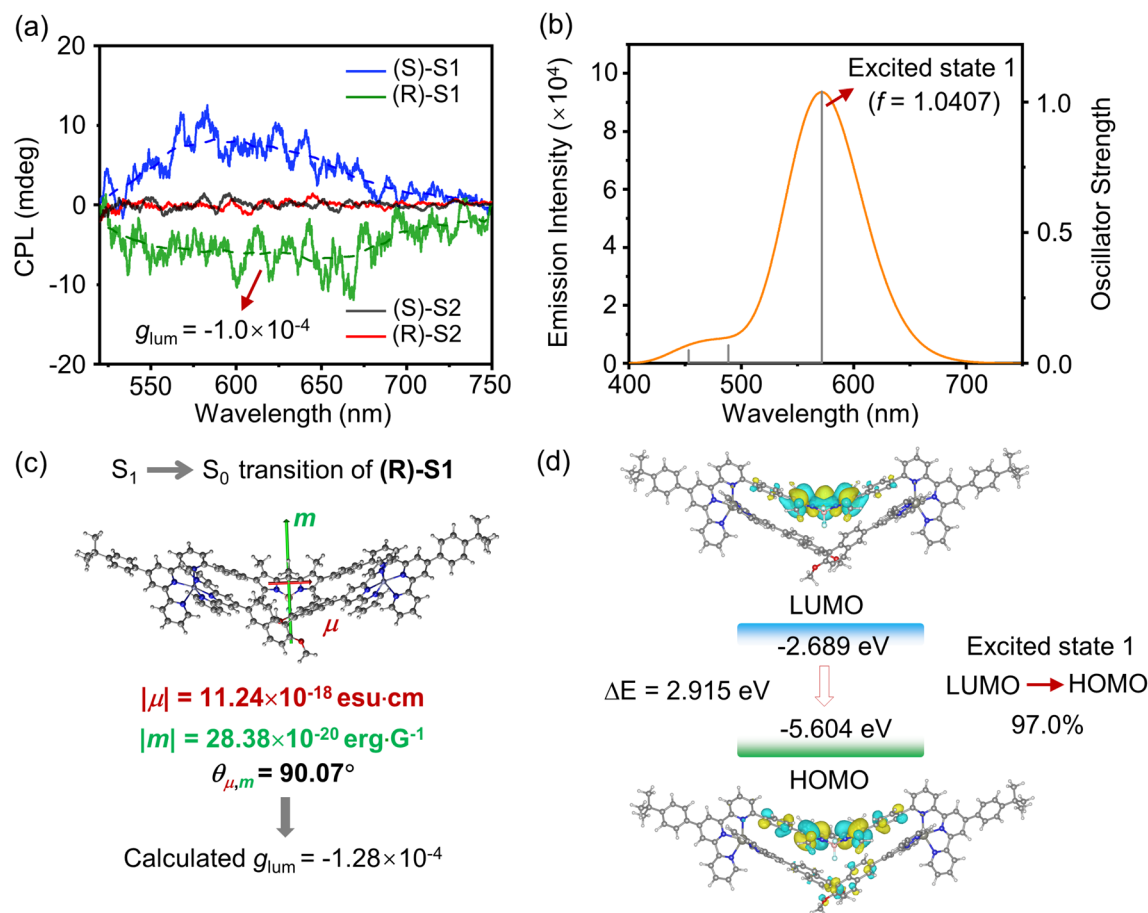 (a)
20
10
0
-10
-20
CPL (mdeg)
(S)-S1
(R)-S1
(S)-S2
(R)-S2
g_lum = -1.0×10⁻⁴
550 600 650 700 750
Wavelength (nm)
(b)
10
8
6
4
2
0
Emission Intensity (×10⁴)
Excited state 1
(f = 1.0407)
1.0
0.5
0.0
Oscillator Strength
400 500 600 700
Wavelength (nm)
(c)
S₁ → S₀ transition of (R)-S1
m
μ
|μ| = 11.24×10⁻¹⁸ esu·cm
|m| = 28.38×10⁻²⁰ erg·G⁻¹
θ_μ,m = 90.07°
Calculated g_lum = -1.28×10⁻⁴
(d)
LUMO
-2.689 eV
ΔE = 2.915 eV
-5.604 eV
HOMO
Excited state 1
LUMO → HOMO
97.0%